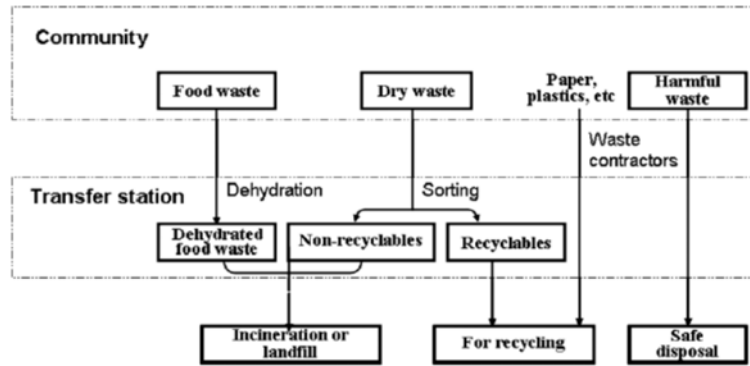 Community
Food waste
Dry waste
Paper,
plastics, etc
Harmful
waste
Waste
contractors
Transfer station
Dehydration
Sorting
Dehydrated
food waste
Non-recyclables
Recyclables
Incineration or
landfill
For recycling
Safe
disposal